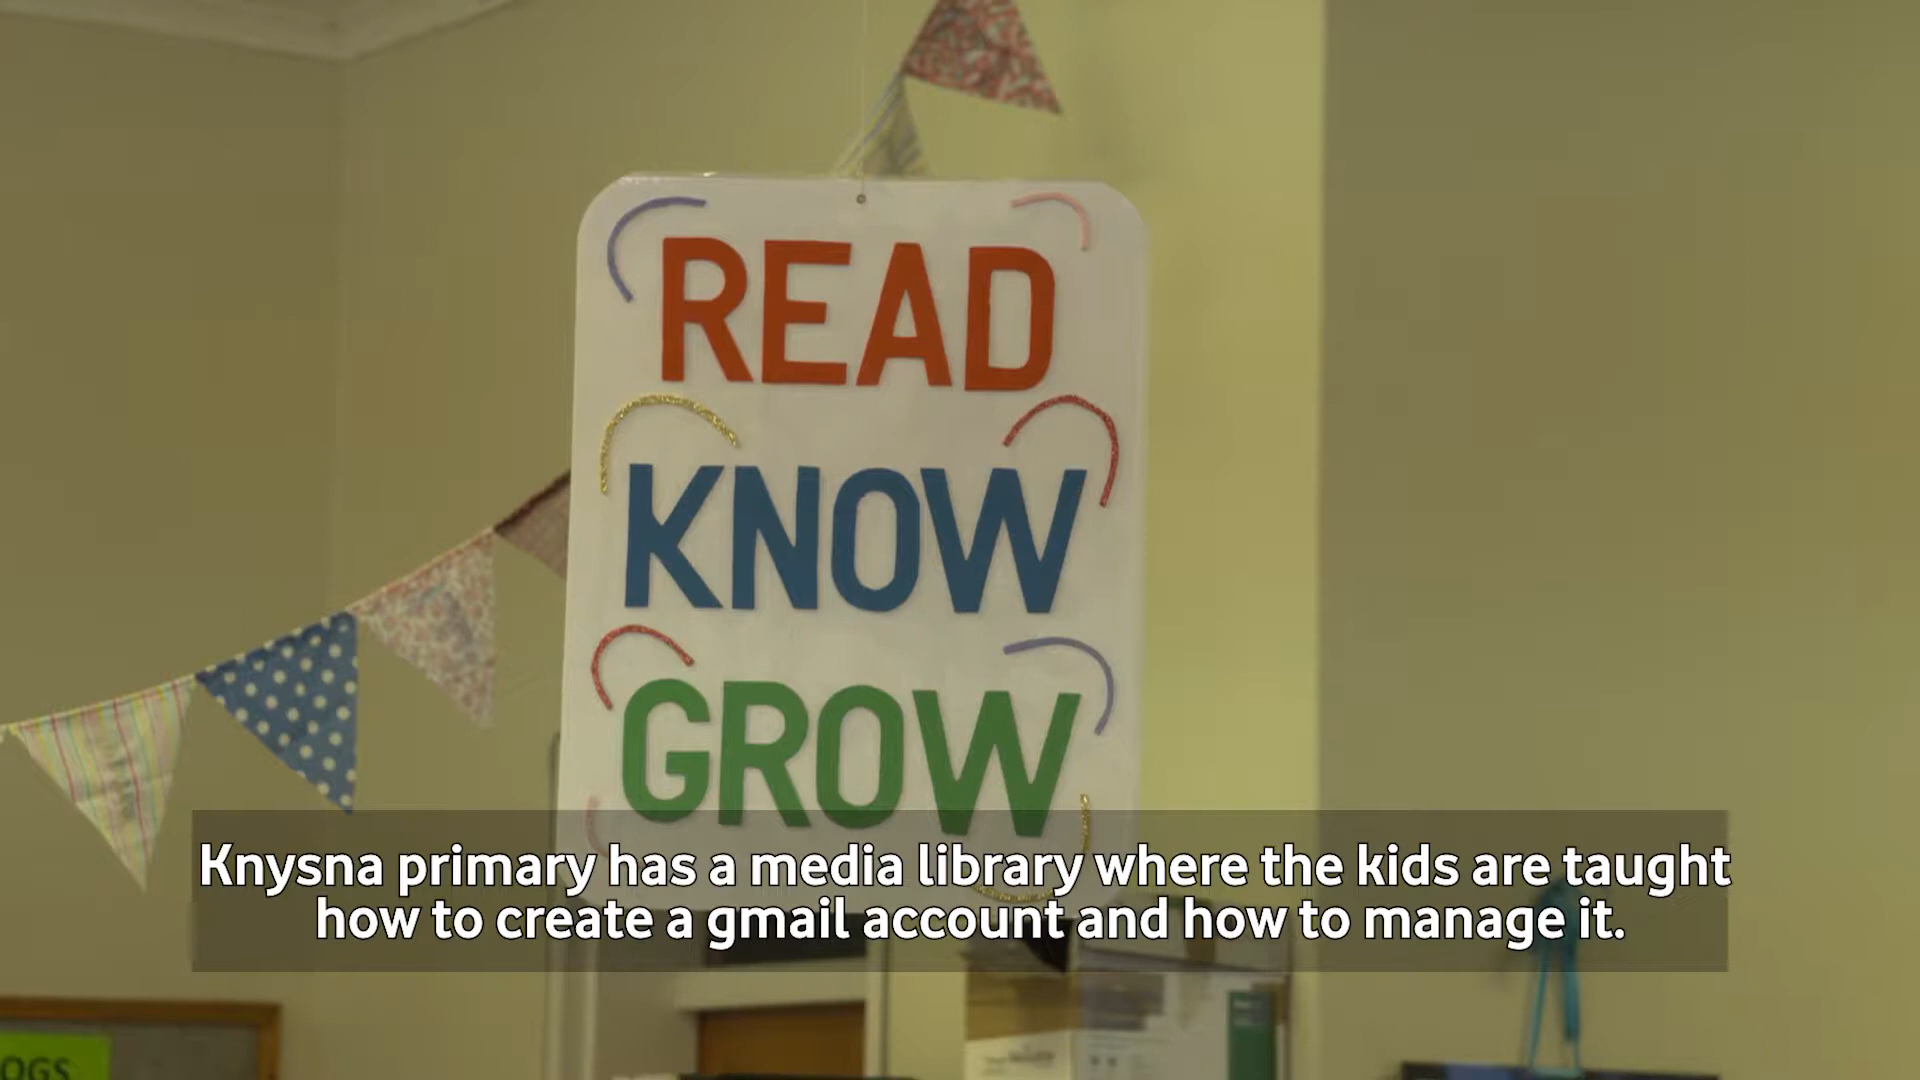 READ
KNOW
GROW
Knysna primary has a media library where the kids are taught
how to create a gmail account and how to manage it.
OGS